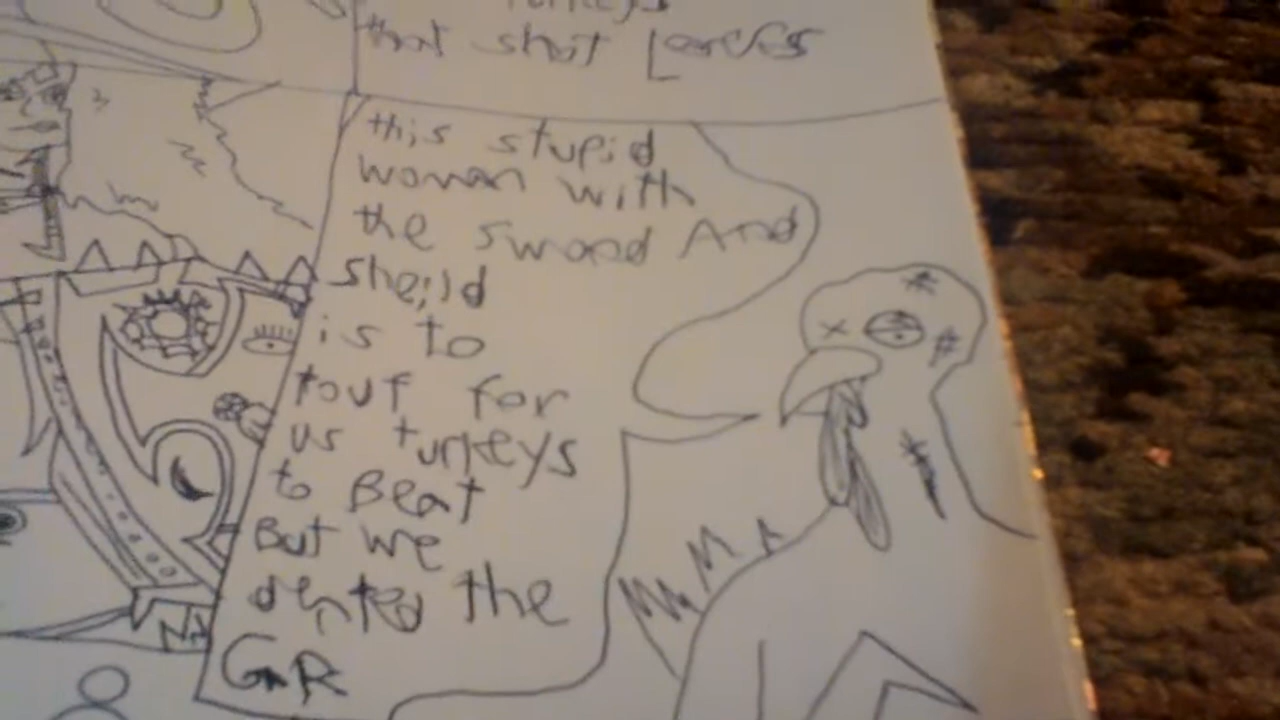 that shot
this stupid
woman with
the sword And
sheild
is to
touf for
us turkeys
to Beat
But we
dented the